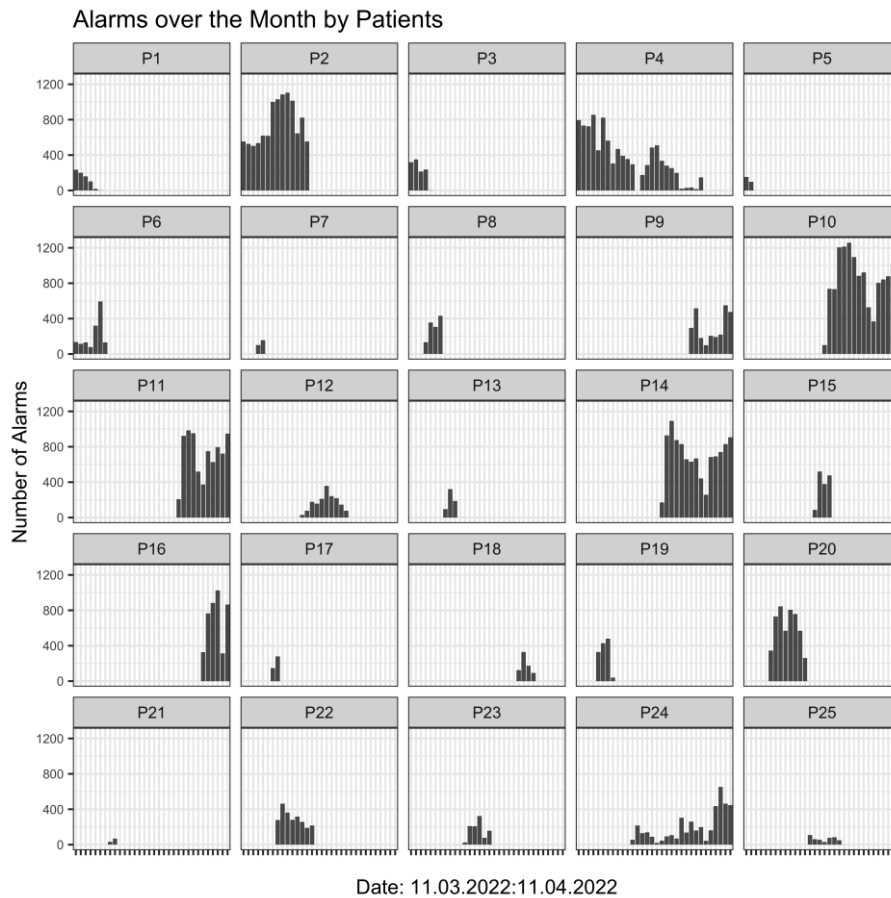 Alarms over the Month by Patients
P1 P2 P3 P4 P5
1200
800
400
0
P6 P7 P8 P9 P10
1200
800
400
0
P11 P12 P13 P14 P15
1200
800
400
0
P16 P17 P18 P19 P20
1200
800
400
0
P21 P22 P23 P24 P25
1200
800
400
0
Number of Alarms
Date: 11.03.2022:11.04.2022